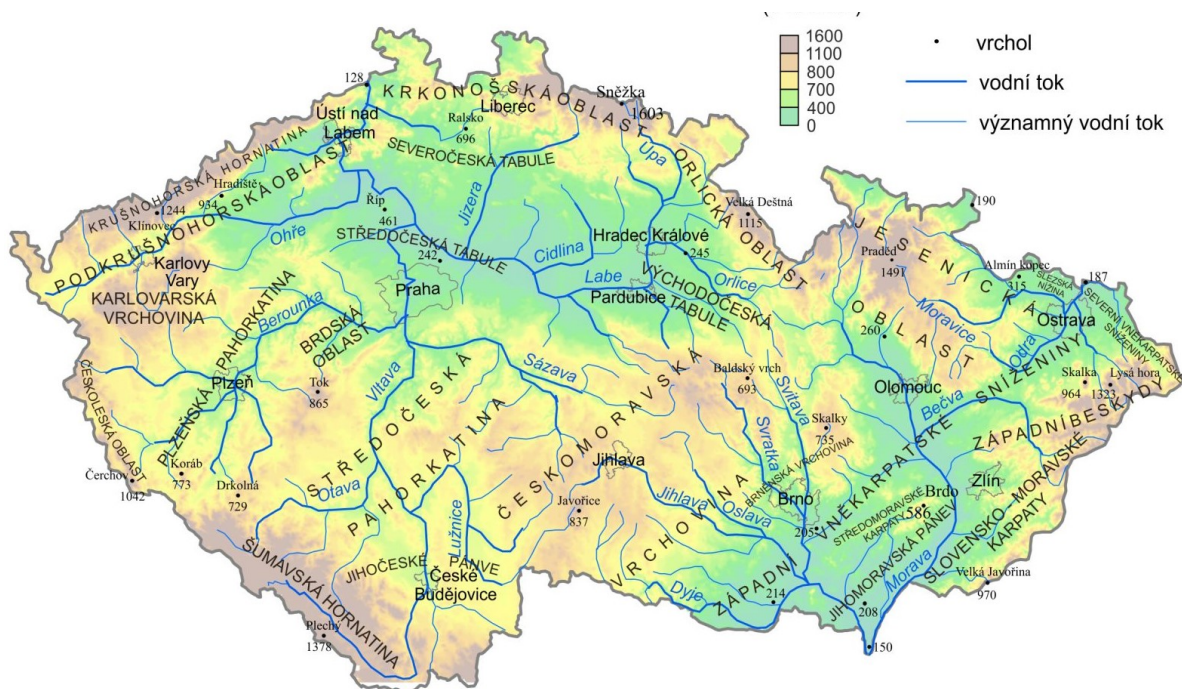 1600
1100
800
600
400
0
vrchol
vodní tok
významný vodní tok
128
KRKONOŠSKÁ OBLAST
Sněžka
1603
Liberec
Ústí nad
Labem
Ralsko
696
SEVEROČESKÁ TABULE
KRUŠNOHORSKÁ HORNATINA
PODKRUŠNOHORSKÁ OBLAST
Hradiště
934
1244
Klínovec
Říp
461
Jizera
Úpa
ORLICKÁ OBLAST
Velká Deštná
1115
190
Ohře
STŘEDOČESKÁ TABULE
242
Cidlina
Hradec Králové
245
JESENICKÁ OBLAST
Praděd
1491
Almín kopec
315
SLEZSKÁ
NÍŽINA
187
Karlovy
Vary
KARLOVARSKÁ
VRCHOVINA
Praha
Labe
Pardubice
VÝCHODOČESKÁ
TABULE
Orlice
Moravice
Ostrava
SEVERNÍ VNĚKARPATSKÉ
SNÍŽENINY
Berounka
BRDSKÁ
OBLAST
260
Odra
ČESKOLESKÁ OBLAST
PLZEŇSKÁ PAHORKATINA
Plzeň
Tok
865
Vltava
Sázava
Baldský vrch
693
Svitava
Olomouc
Bečva
Skalka
964
Lysá hora
1323
STŘEDOČESKÁ
PAHORKATINA
ČESKOMORAVSKÁ
VRCHOVINA
Skalky
735
Svratka
ZÁPADNÍ BESKYDY
Čerchov
1042
Koráb
773
Drkolná
729
Otava
Jihlava
Javořice
837
Jihlava
Oslava
BRNĚNSKÁ VRCHOVINA
Brno
205
ZÁPADNÍ VNĚKARPATSKÉ SNÍŽENINY
STŘEDOMORAVSKÉ
KARPATY
Brdo
586
Zlín
SLOVENSKO-MORAVSKÉ
KARPATY
Lužnice
ŠUMAVSKÁ HORNATINA
JIHOČESKÉ PÁNVE
České
Budějovice
Dyje
214
JIHOMORAVSKÁ PÁNEV
208
Morava
Velká Javořina
970
Plechý
1378
150